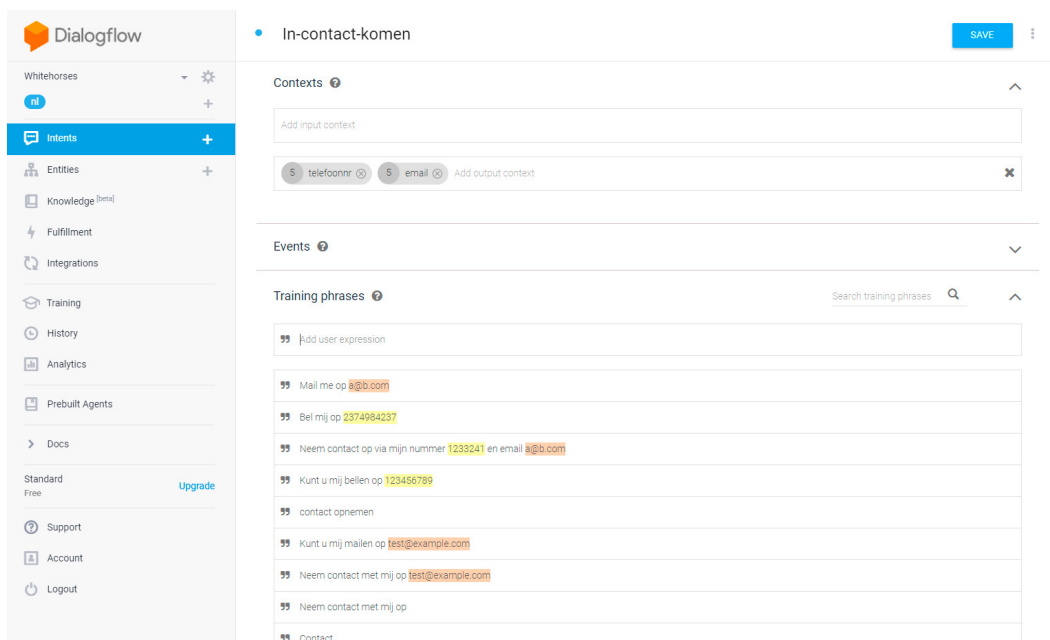 Dialogflow
Whitehorses
nl
Intents
Entities
Knowledge [beta]
Fulfillment
Integrations
Training
History
Analytics
Prebuilt Agents
Docs
Standard
Free
Upgrade
Support
Account
Logout
In-contact-komen
SAVE
Contexts
Add input context
5 telefoonnr 5 email Add output context
Events
Training phrases
Search training phrases
Add user expression
Mail me op a@b.com
Bel mij op 2374984237
Neem contact op via mijn nummer 1233241 en email a@b.com
Kunt u mij bellen op 123456789
contact opnemen
Kunt u mij mailen op test@example.com
Neem contact met mij op test@example.com
Neem contact met mij op
Contact